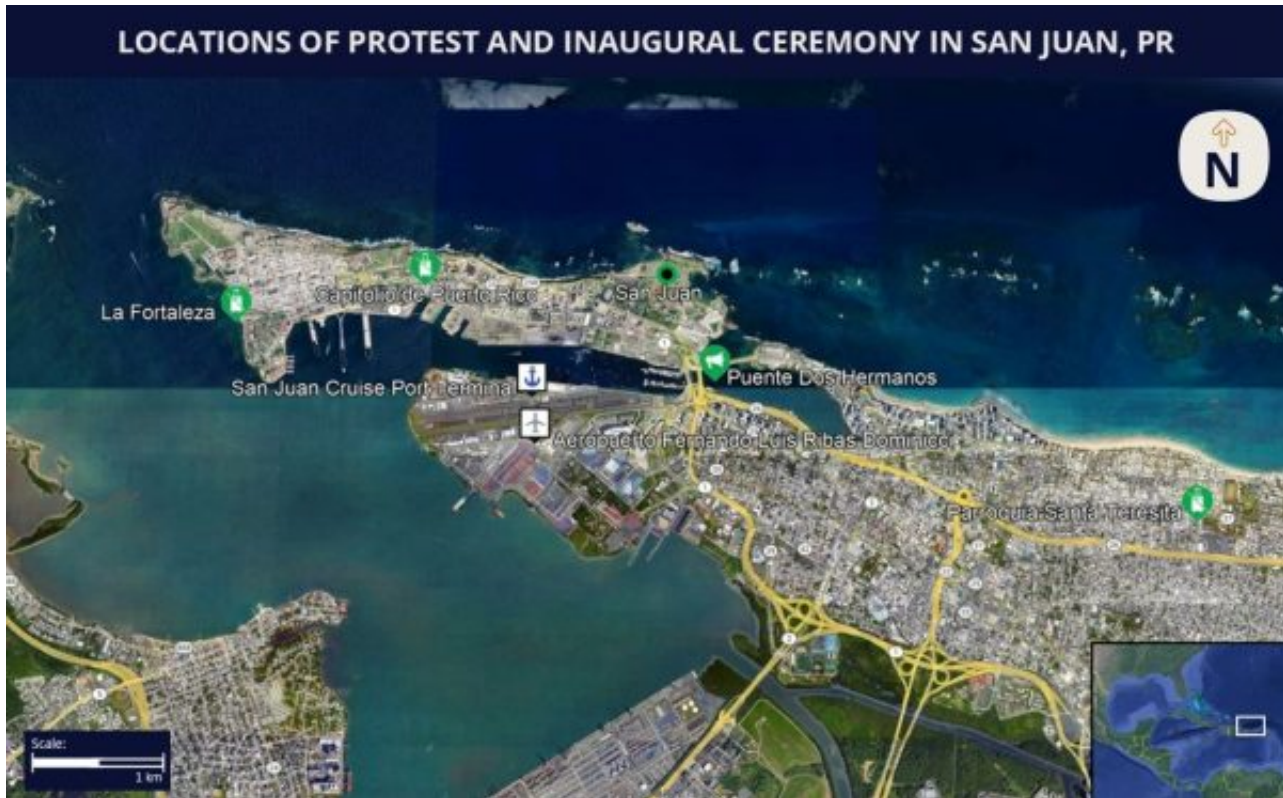 LOCATIONS OF PROTEST AND INAUGURAL CEREMONY IN SAN JUAN, PR
N
Capitolio de Puerto Rico
San Juan
La Fortaleza
Puente Dos Hermanos
San Juan Cruise Port Terminal
Aeropuerto Fernando Luis Ribas Dominicci
Parroquia Santa Teresita
Scale:
1 km